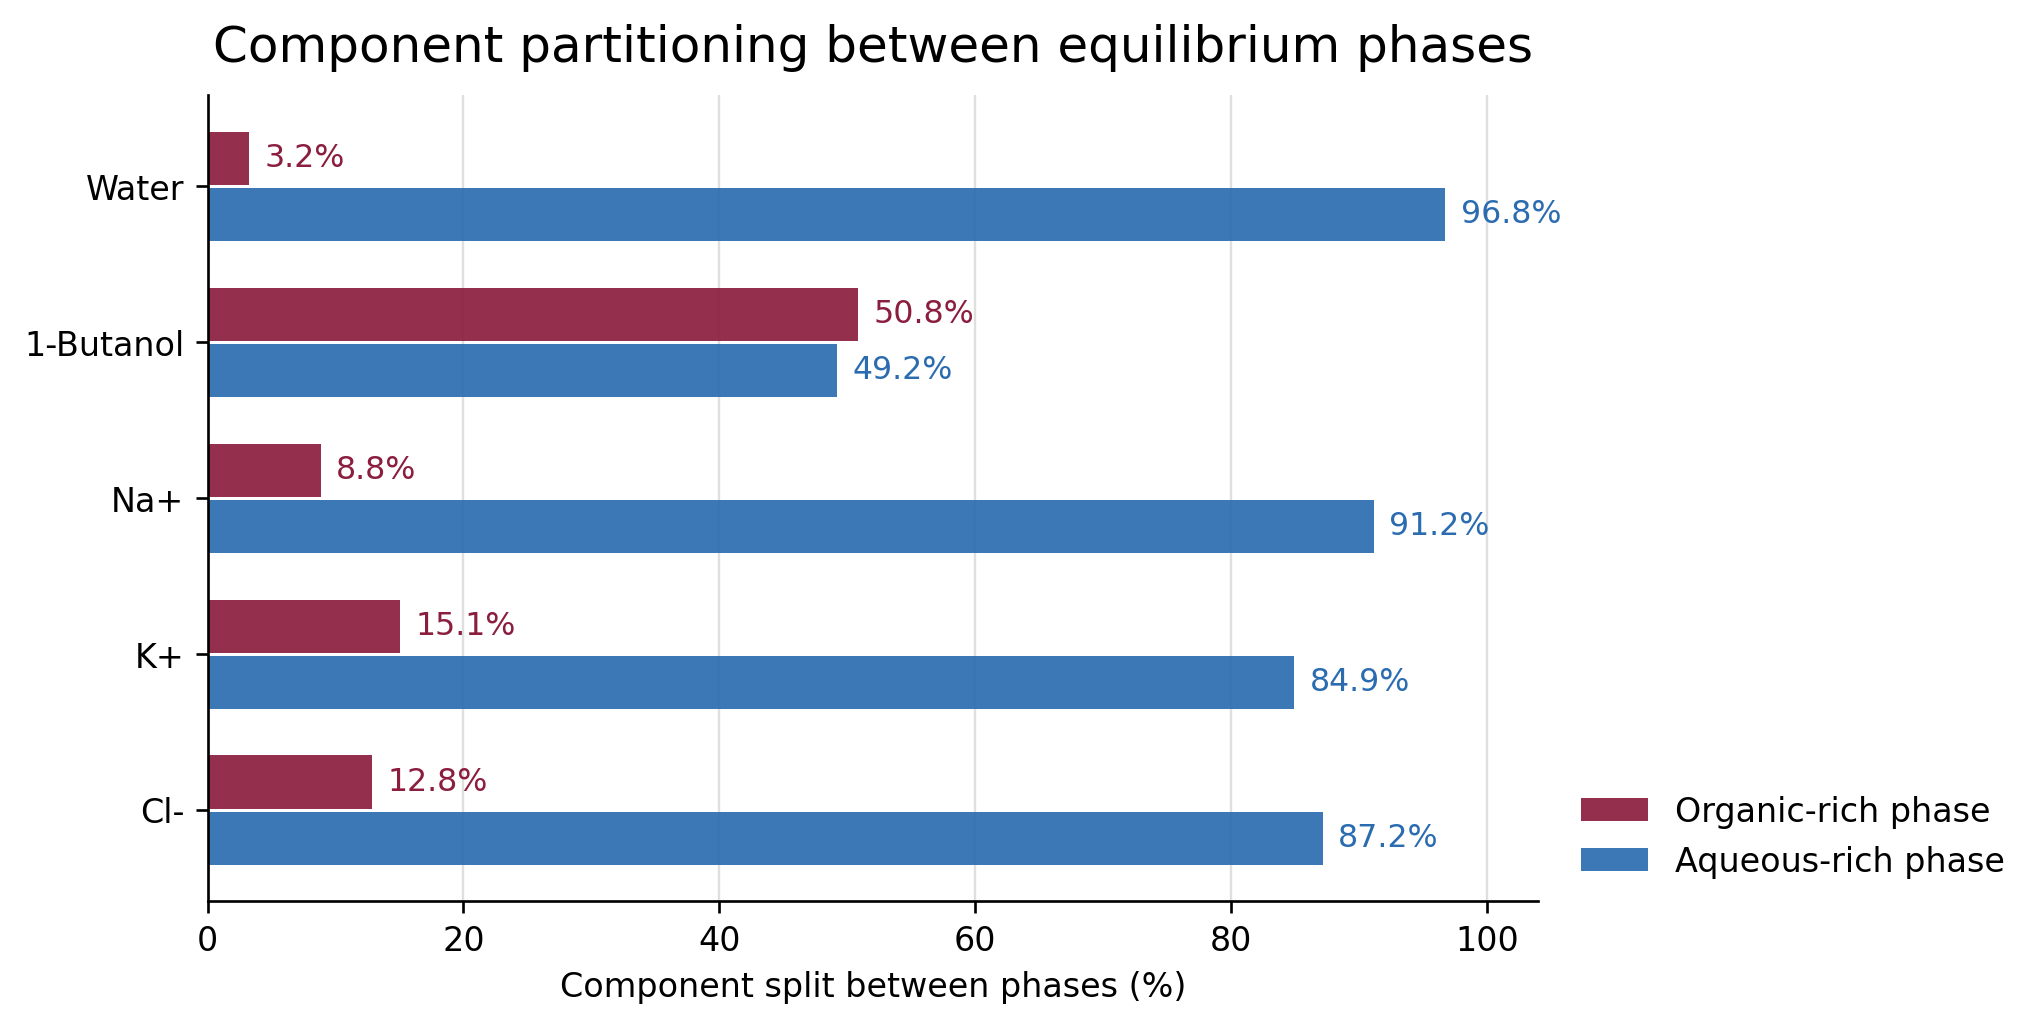 Component partitioning between equilibrium phases
3.2%
Water
96.8%
50.8%
1-Butanol
49.2%
8.8%
Na+
91.2%
15.1%
K+
84.9%
12.8%
Cl-
87.2%
Organic-rich phase
Aqueous-rich phase
0 20 40 60 80 100
Component split between phases (%)